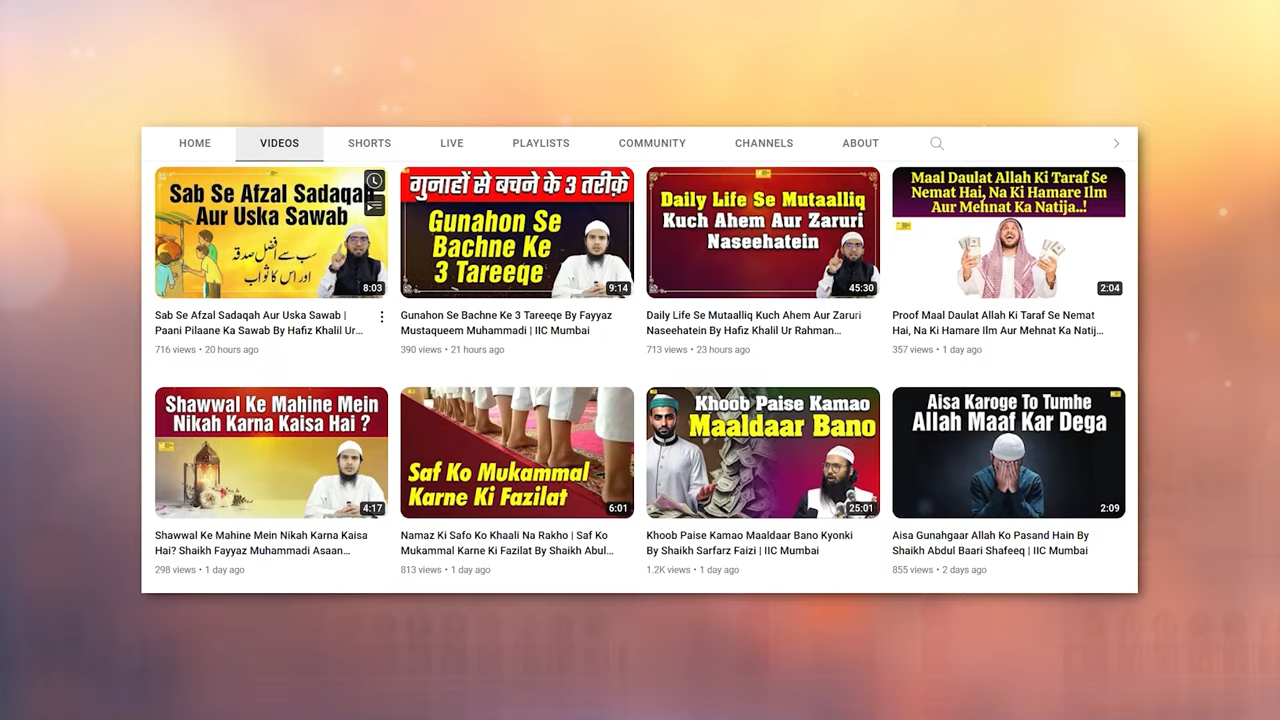 HOME
VIDEOS
SHORTS
LIVE
PLAYLISTS
COMMUNITY
CHANNELS
ABOUT
Sab Se Afzal Sadaqah
Aur Uska Sawab
سب سے افضل صدقہ
اور اس کا ثواب
8:03
गुनाहों से बचने के 3 तरीक़े
Gunahon Se
Bachne Ke
3 Tareeqe
9:14
Daily Life Se Mutaalliq
Kuch Ahem Aur Zaruri
Naseehatein
45:30
Maal Daulat Allah Ki Taraf Se
Nemat Hai, Na Ki Hamare Ilm
Aur Mehnat Ka Natija..!
2:04
Sab Se Afzal Sadaqah Aur Uska Sawab |
Paani Pilaane Ka Sawab By Hafiz Khalil Ur...
716 views • 20 hours ago
Gunahon Se Bachne Ke 3 Tareeqe By Fayyaz
Mustaqueem Muhammadi | IIC Mumbai
390 views • 21 hours ago
Daily Life Se Mutaalliq Kuch Ahem Aur Zaruri
Naseehatein By Hafiz Khalil Ur Rahman...
713 views • 23 hours ago
Proof Maal Daulat Allah Ki Taraf Se Nemat
Hai, Na Ki Hamare Ilm Aur Mehnat Ka Natij...
357 views • 1 day ago
Shawwal Ke Mahine Mein
Nikah Karna Kaisa Hai ?
4:17
Saf Ko Mukammal
Karne Ki Fazilat
6:01
Khoob Paise Kamao
Maaldaar Bano
25:01
Aisa Karoge To Tumhe
Allah Maaf Kar Dega
2:09
Shawwal Ke Mahine Mein Nikah Karna Kaisa
Hai? Shaikh Fayyaz Muhammadi Asaan...
298 views • 1 day ago
Namaz Ki Safo Ko Khaali Na Rakho | Saf Ko
Mukammal Karne Ki Fazilat By Shaikh Abul...
813 views • 1 day ago
Khoob Paise Kamao Maaldaar Bano Kyonki
By Shaikh Sarfarz Faizi | IIC Mumbai
1.2K views • 1 day ago
Aisa Gunahgaar Allah Ko Pasand Hain By
Shaikh Abdul Baari Shafeeq | IIC Mumbai
855 views • 2 days ago